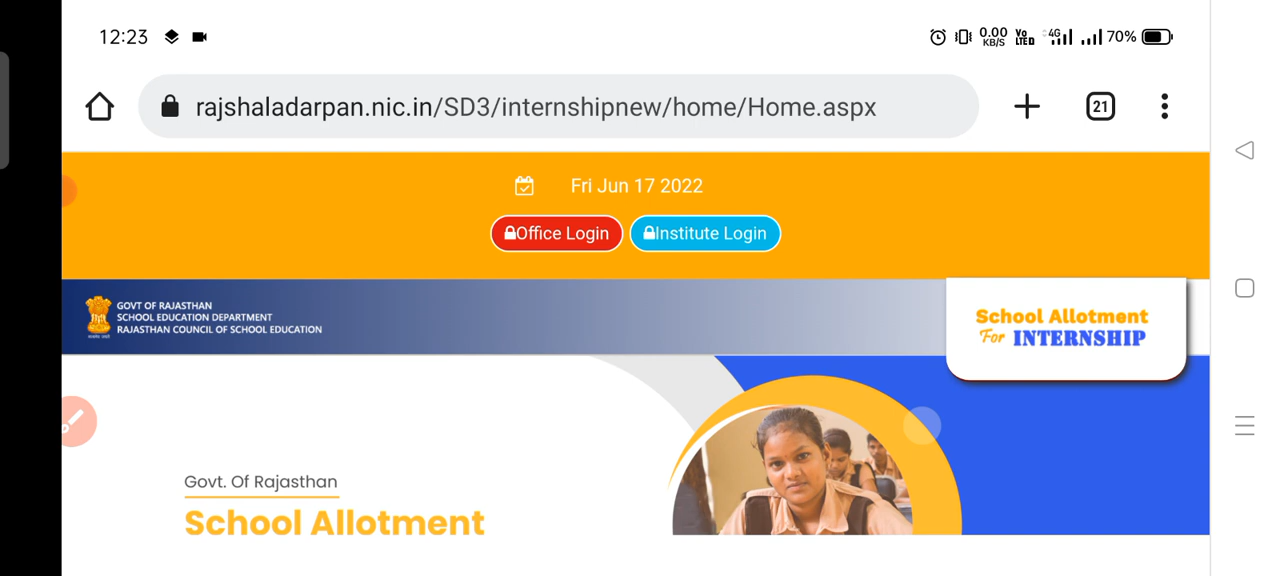 12:23
0.00
KB/S
Vo
LTED
4G
70%
rajshaladarpan.nic.in/SD3/internshipnew/home/Home.aspx
21
Fri Jun 17 2022
Office Login
Institute Login
GOVT OF RAJASTHAN
SCHOOL EDUCATION DEPARTMENT
RAJASTHAN COUNCIL OF SCHOOL EDUCATION
School Allotment
For INTERNSHIP
Govt. Of Rajasthan
School Allotment